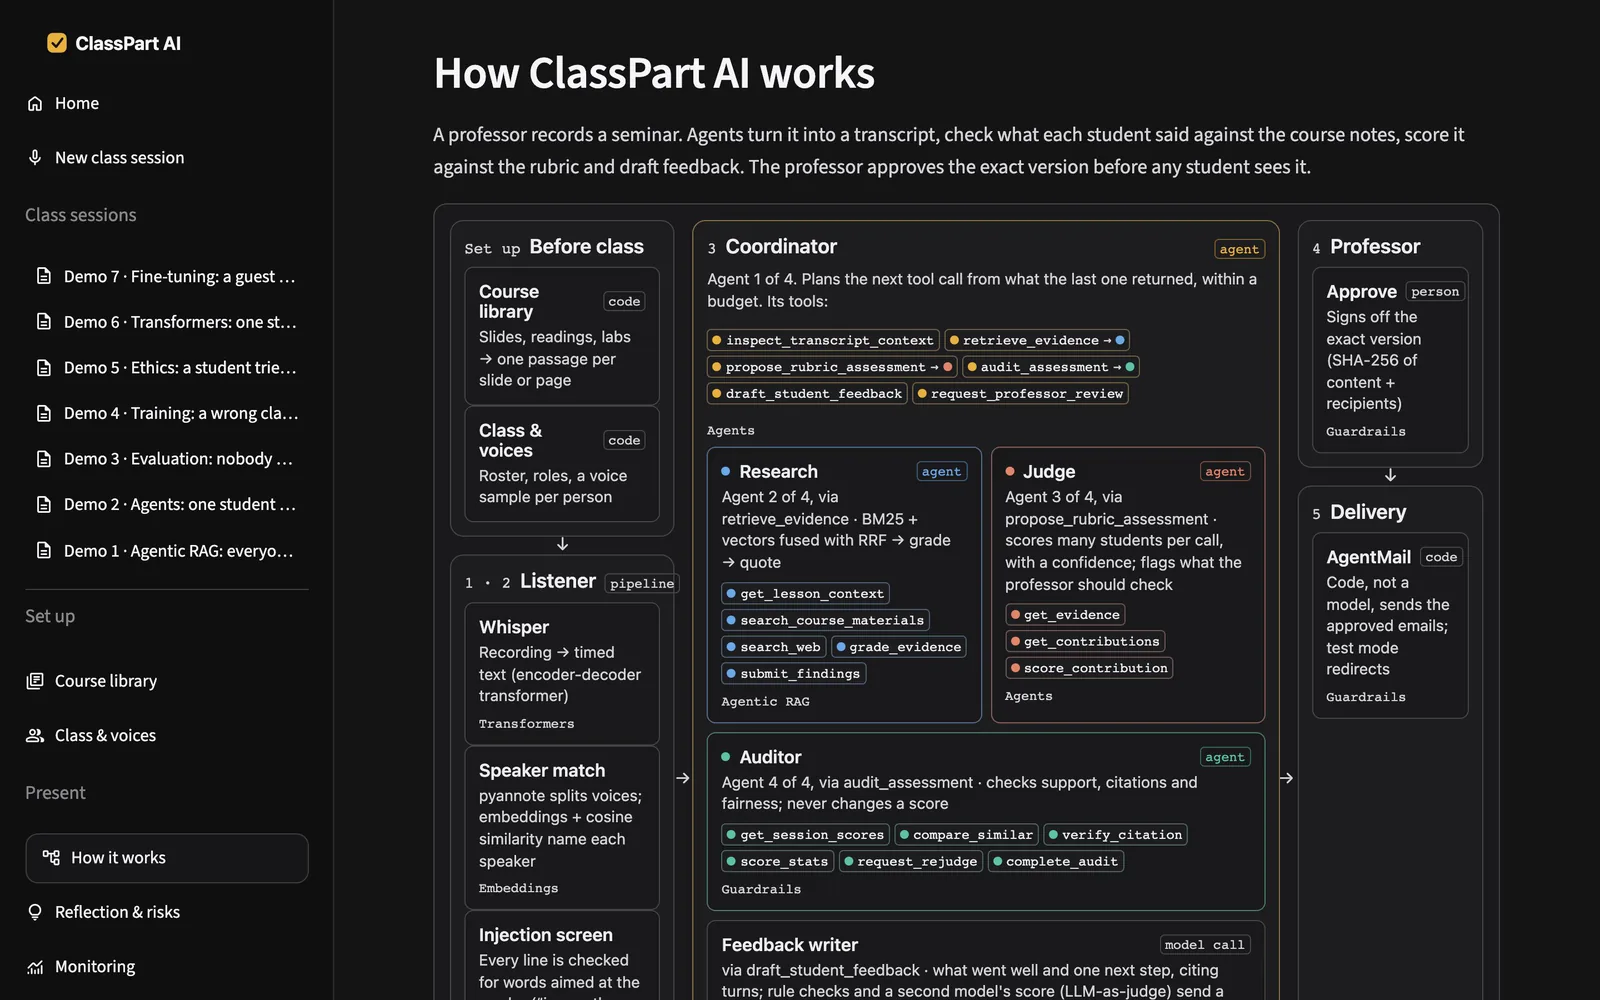 ClassPart AI
Home
New class session
Class sessions
Demo 7 · Fine-tuning: a guest …
Demo 6 · Transformers: one st…
Demo 5 · Ethics: a student trie…
Demo 4 · Training: a wrong cla…
Demo 3 · Evaluation: nobody …
Demo 2 · Agents: one student …
Demo 1 · Agentic RAG: everyo…
Set up
Course library
Class & voices
Present
How it works
Reflection & risks
Monitoring
How ClassPart AI works
A professor records a seminar. Agents turn it into a transcript, check what each student said against the course notes, score it
against the rubric and draft feedback. The professor approves the exact version before any student sees it.
Set up Before class
Course
library
code
Slides, readings, labs
→ one passage per
slide or page
Class &
voices
code
Roster, roles, a voice
sample per person
↓
1 · 2 Listener pipeline
Whisper
Recording → timed
text (encoder-decoder
transformer)
Transformers
Speaker match
pyannote splits voices;
embeddings + cosine
similarity name each
speaker
Embeddings
Injection screen
Every line is checked
for words aimed at the
→
3 Coordinator agent
Agent 1 of 4. Plans the next tool call from what the last one returned, within a
budget. Its tools:
inspect_transcript_context retrieve_evidence →
propose_rubric_assessment → audit_assessment →
draft_student_feedback request_professor_review
Agents
Research agent
Agent 2 of 4, via
retrieve_evidence · BM25 +
vectors fused with RRF → grade
→ quote
get_lesson_context
search_course_materials
search_web grade_evidence
submit_findings
Agentic RAG
Judge agent
Agent 3 of 4, via
propose_rubric_assessment ·
scores many students per call,
with a confidence; flags what the
professor should check
get_evidence
get_contributions
score_contribution
Agents
Auditor agent
Agent 4 of 4, via audit_assessment · checks support, citations and
fairness; never changes a score
get_session_scores compare_similar verify_citation
score_stats request_rejudge complete_audit
Guardrails
Feedback writer model call
via draft_student_feedback · what went well and one next step, citing
turns; rule checks and a second model's score (LLM-as-judge) send a
→
4 Professor
Approve person
Signs off the
exact version
(SHA-256 of
content +
recipients)
Guardrails
↓
5 Delivery
AgentMail code
Code, not a
model, sends the
approved emails;
test mode
redirects
Guardrails